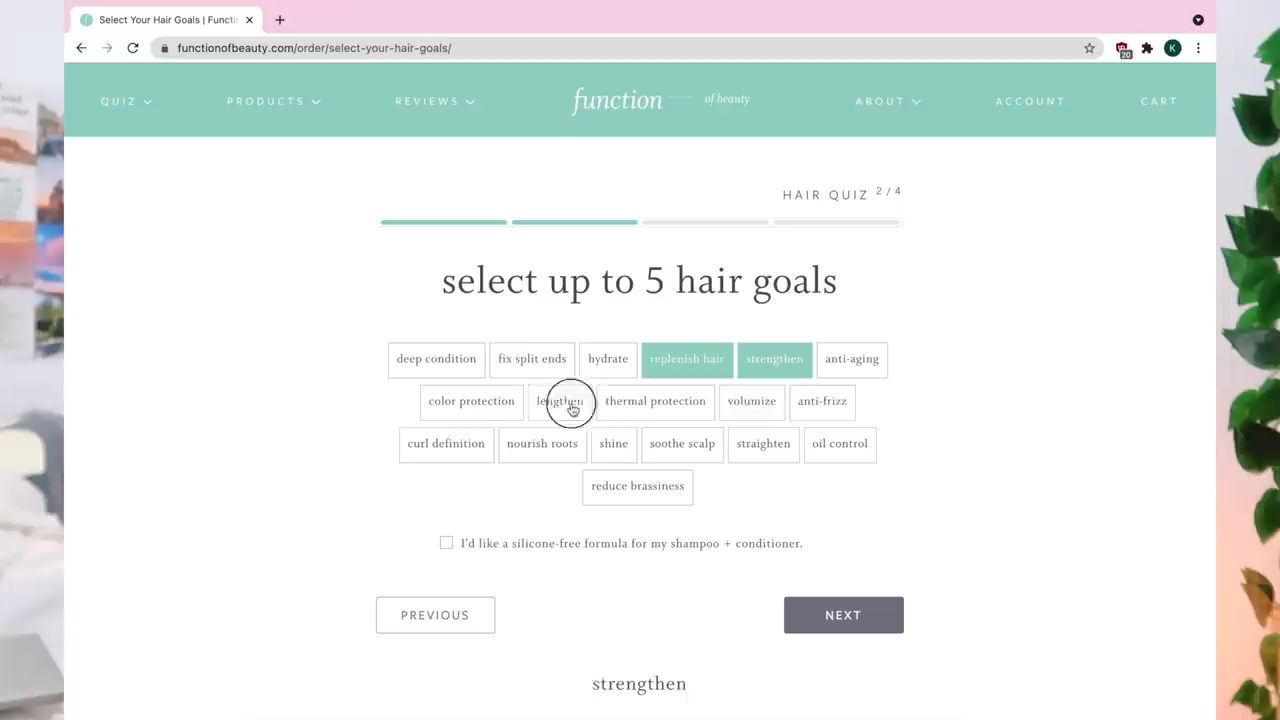 Select Your Hair Goals | Functi
functionofbeauty.com/order/select-your-hair-goals/
20
K
QUIZ
PRODUCTS
REVIEWS
function of beauty
ABOUT
ACCOUNT
CART
HAIR QUIZ 2/4
select up to 5 hair goals
deep condition fix split ends hydrate replenish hair strengthen anti-aging
color protection lengthen thermal protection volumize anti-frizz
curl definition nourish roots shine soothe scalp straighten oil control
reduce brassiness
I'd like a silicone-free formula for my shampoo + conditioner.
PREVIOUS
NEXT
strengthen